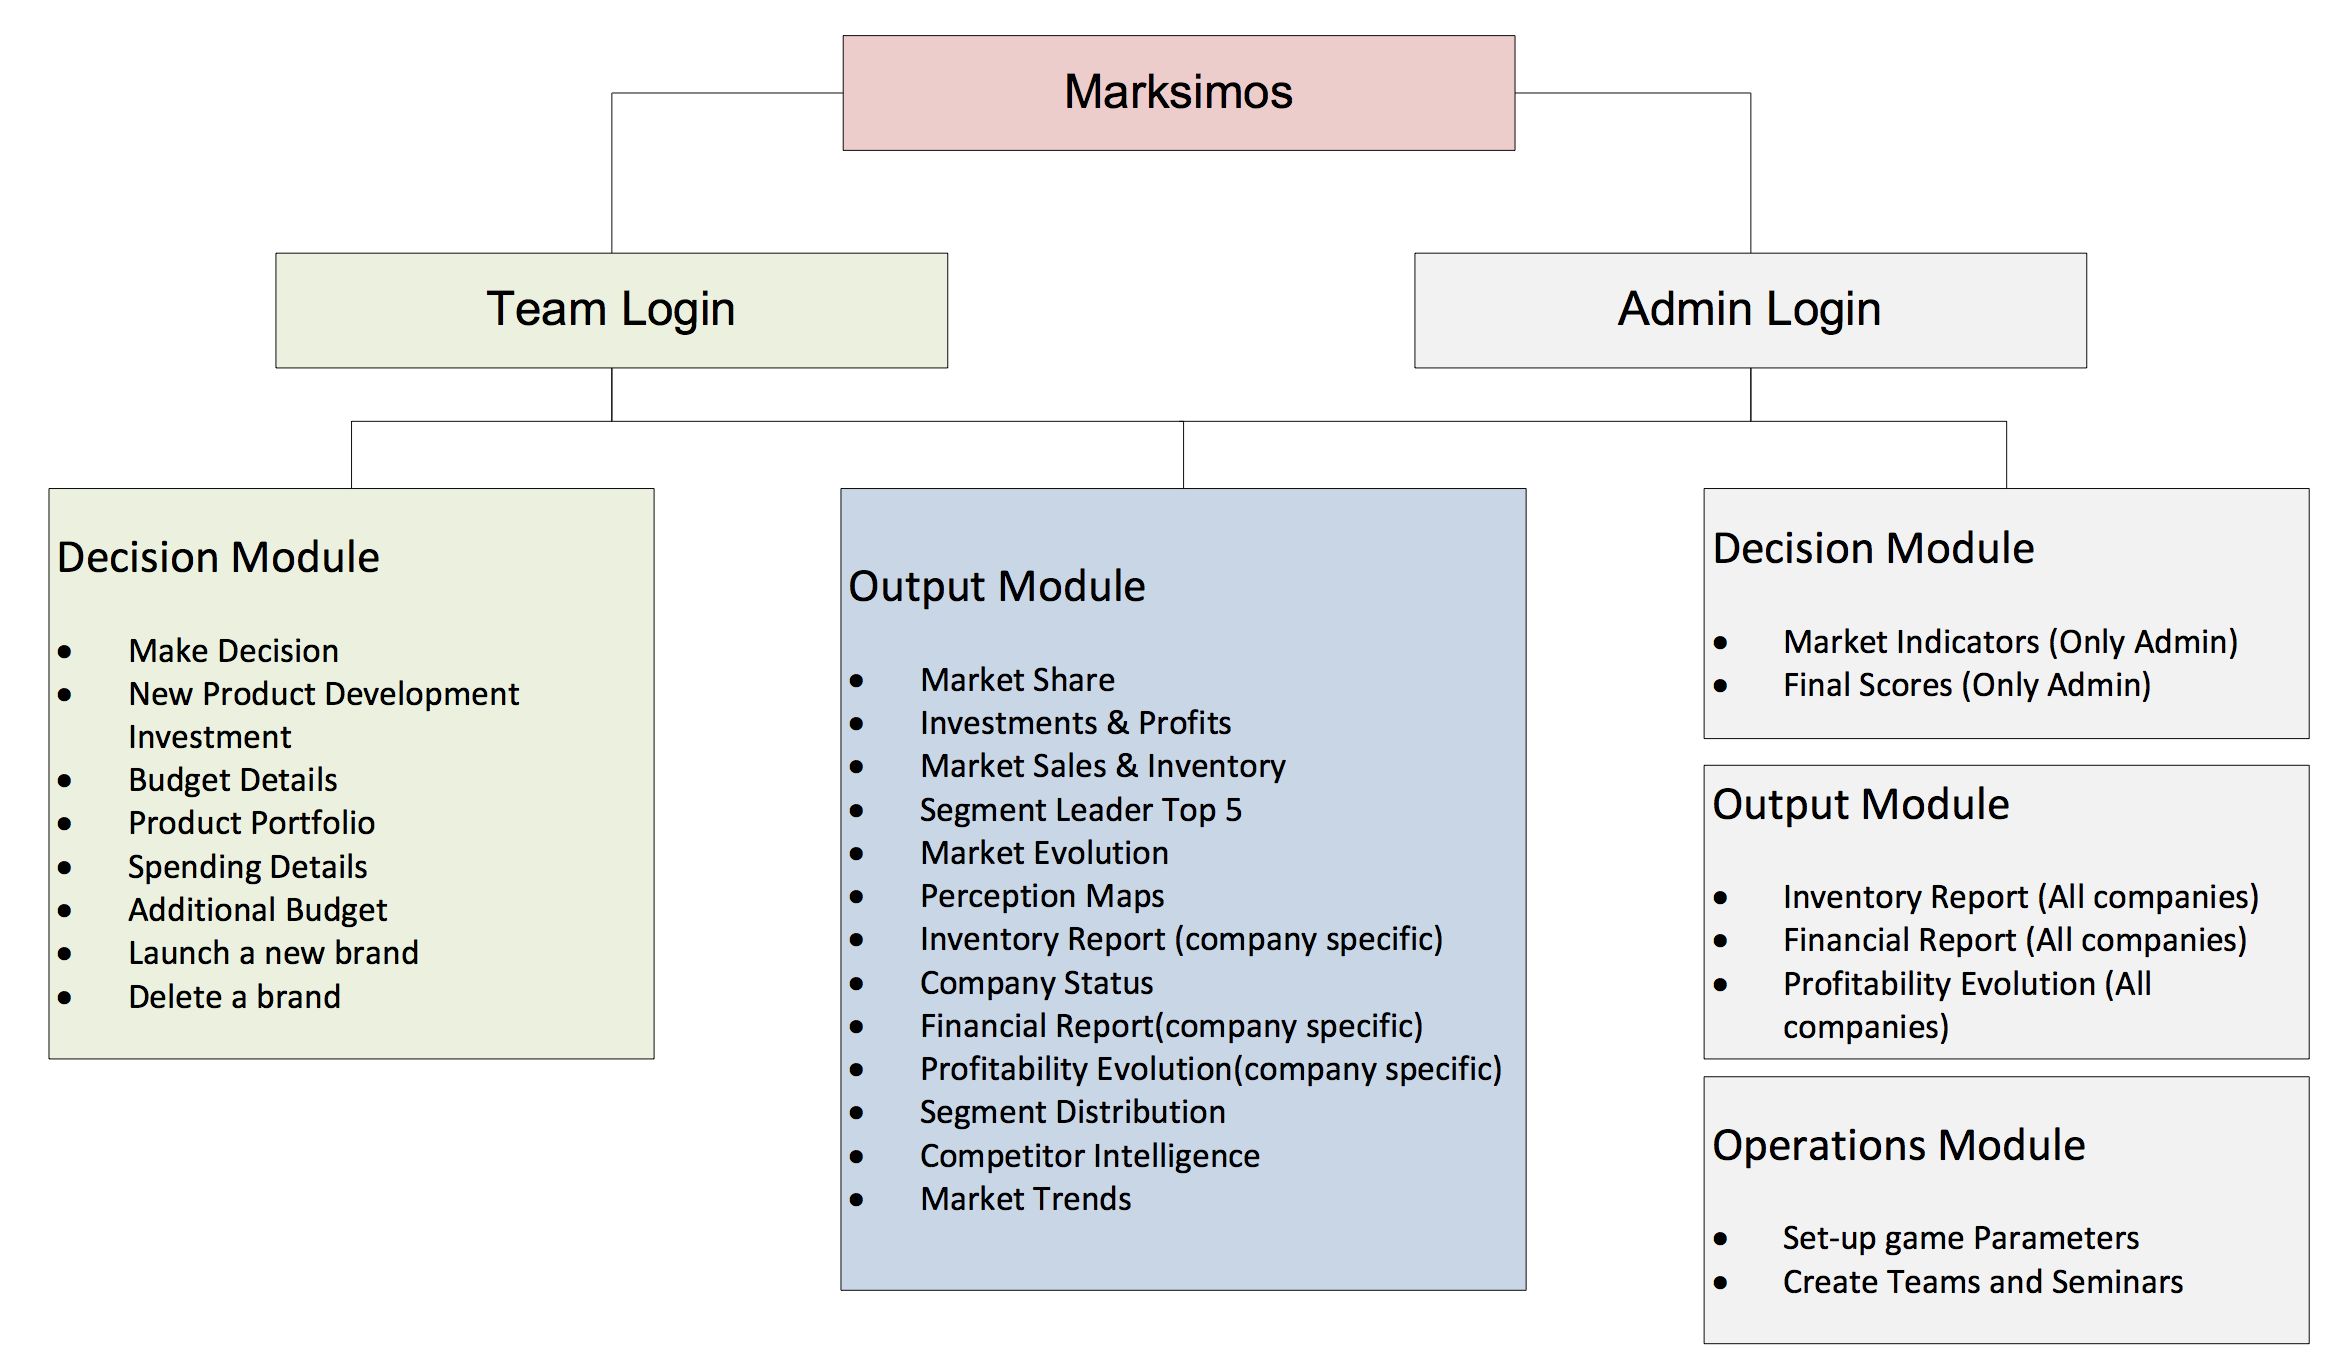 Marksimos
Team Login
Admin Login
Decision Module
• Make Decision
• New Product Development
Investment
• Budget Details
• Product Portfolio
• Spending Details
• Additional Budget
• Launch a new brand
• Delete a brand
Output Module
• Market Share
• Investments & Profits
• Market Sales & Inventory
• Segment Leader Top 5
• Market Evolution
• Perception Maps
• Inventory Report (company specific)
• Company Status
• Financial Report(company specific)
• Profitability Evolution(company specific)
• Segment Distribution
• Competitor Intelligence
• Market Trends
Decision Module
• Market Indicators (Only Admin)
• Final Scores (Only Admin)
Output Module
• Inventory Report (All companies)
• Financial Report (All companies)
• Profitability Evolution (All
companies)
Operations Module
• Set-up game Parameters
• Create Teams and Seminars